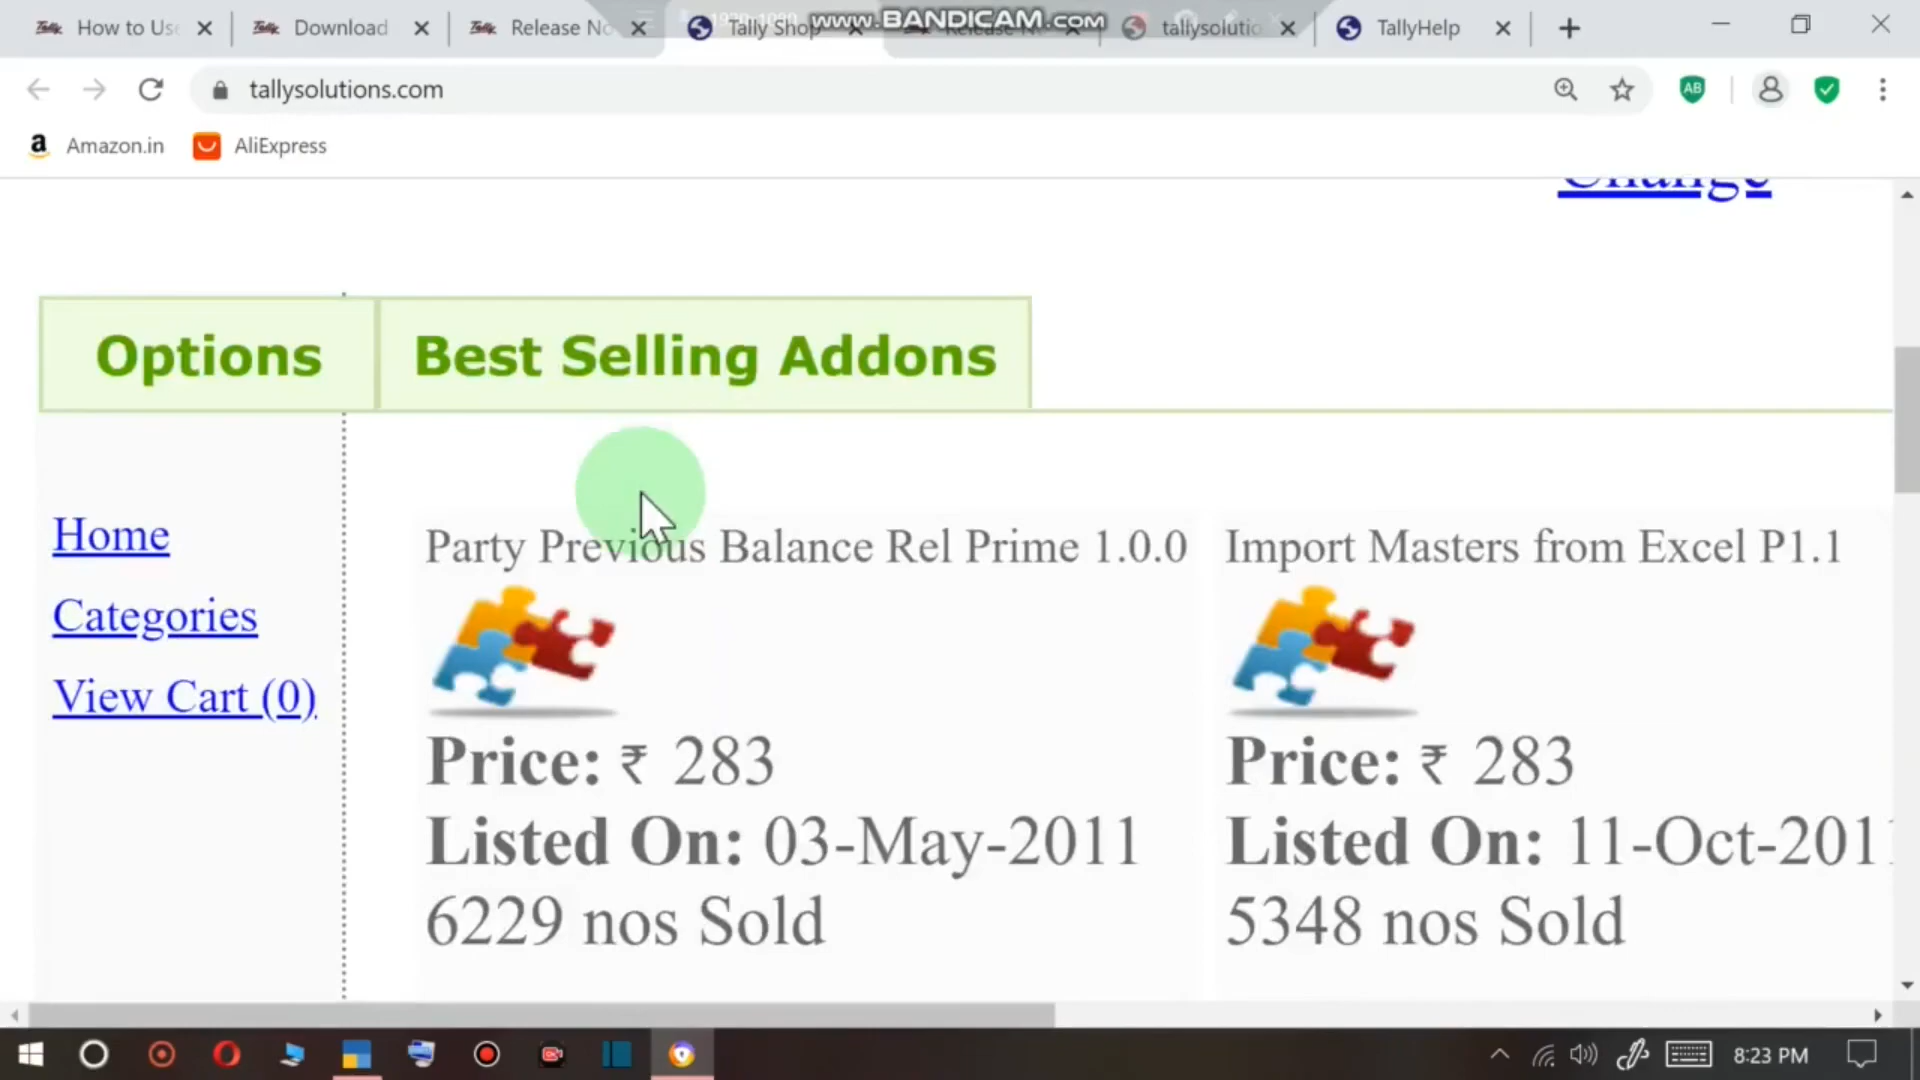 How to Us
Download
Release No
Tally Shop
www.BANDICAM.com
tallysolutio
TallyHelp
tallysolutions.com
AB
a Amazon.in
AliExpress
Change
Options
Best Selling Addons
Home
Categories
View Cart (0)
Party Previous Balance Rel Prime 1.0.0
Price: ₹ 283
Listed On: 03-May-2011
6229 nos Sold
Import Masters from Excel P1.1
Price: ₹ 283
Listed On: 11-Oct-2011
5348 nos Sold
8:23 PM